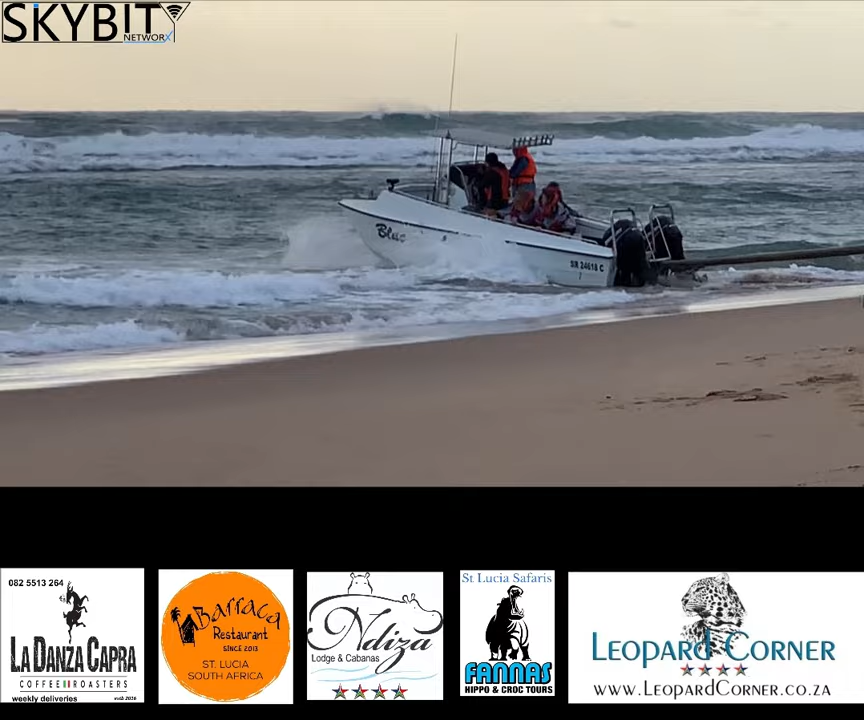 SKYBIT
NETWORX
Blue
SR 24618 C
082 5513 264
LA DANZA CAPRA
COFFEE ROASTERS
weekly deliveries
estb 2016
Barraca
Restaurant
SINCE 2013
ST. LUCIA
SOUTH AFRICA
Ndiza
Lodge & Cabanas
St Lucia Safaris
FANNAS
HIPPO & CROC TOURS
LEOPARD CORNER
WWW.LEOPARDCORNER.CO.ZA